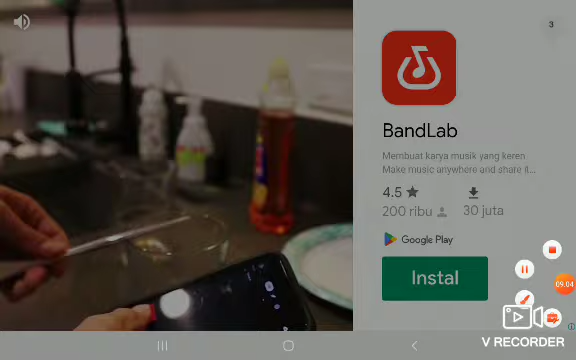 3
BandLab
Membuat karya musik yang keren
Make music anywhere and share it...
4.5
200 ribu
30 juta
Google Play
Instal
09:04
V RECORDER